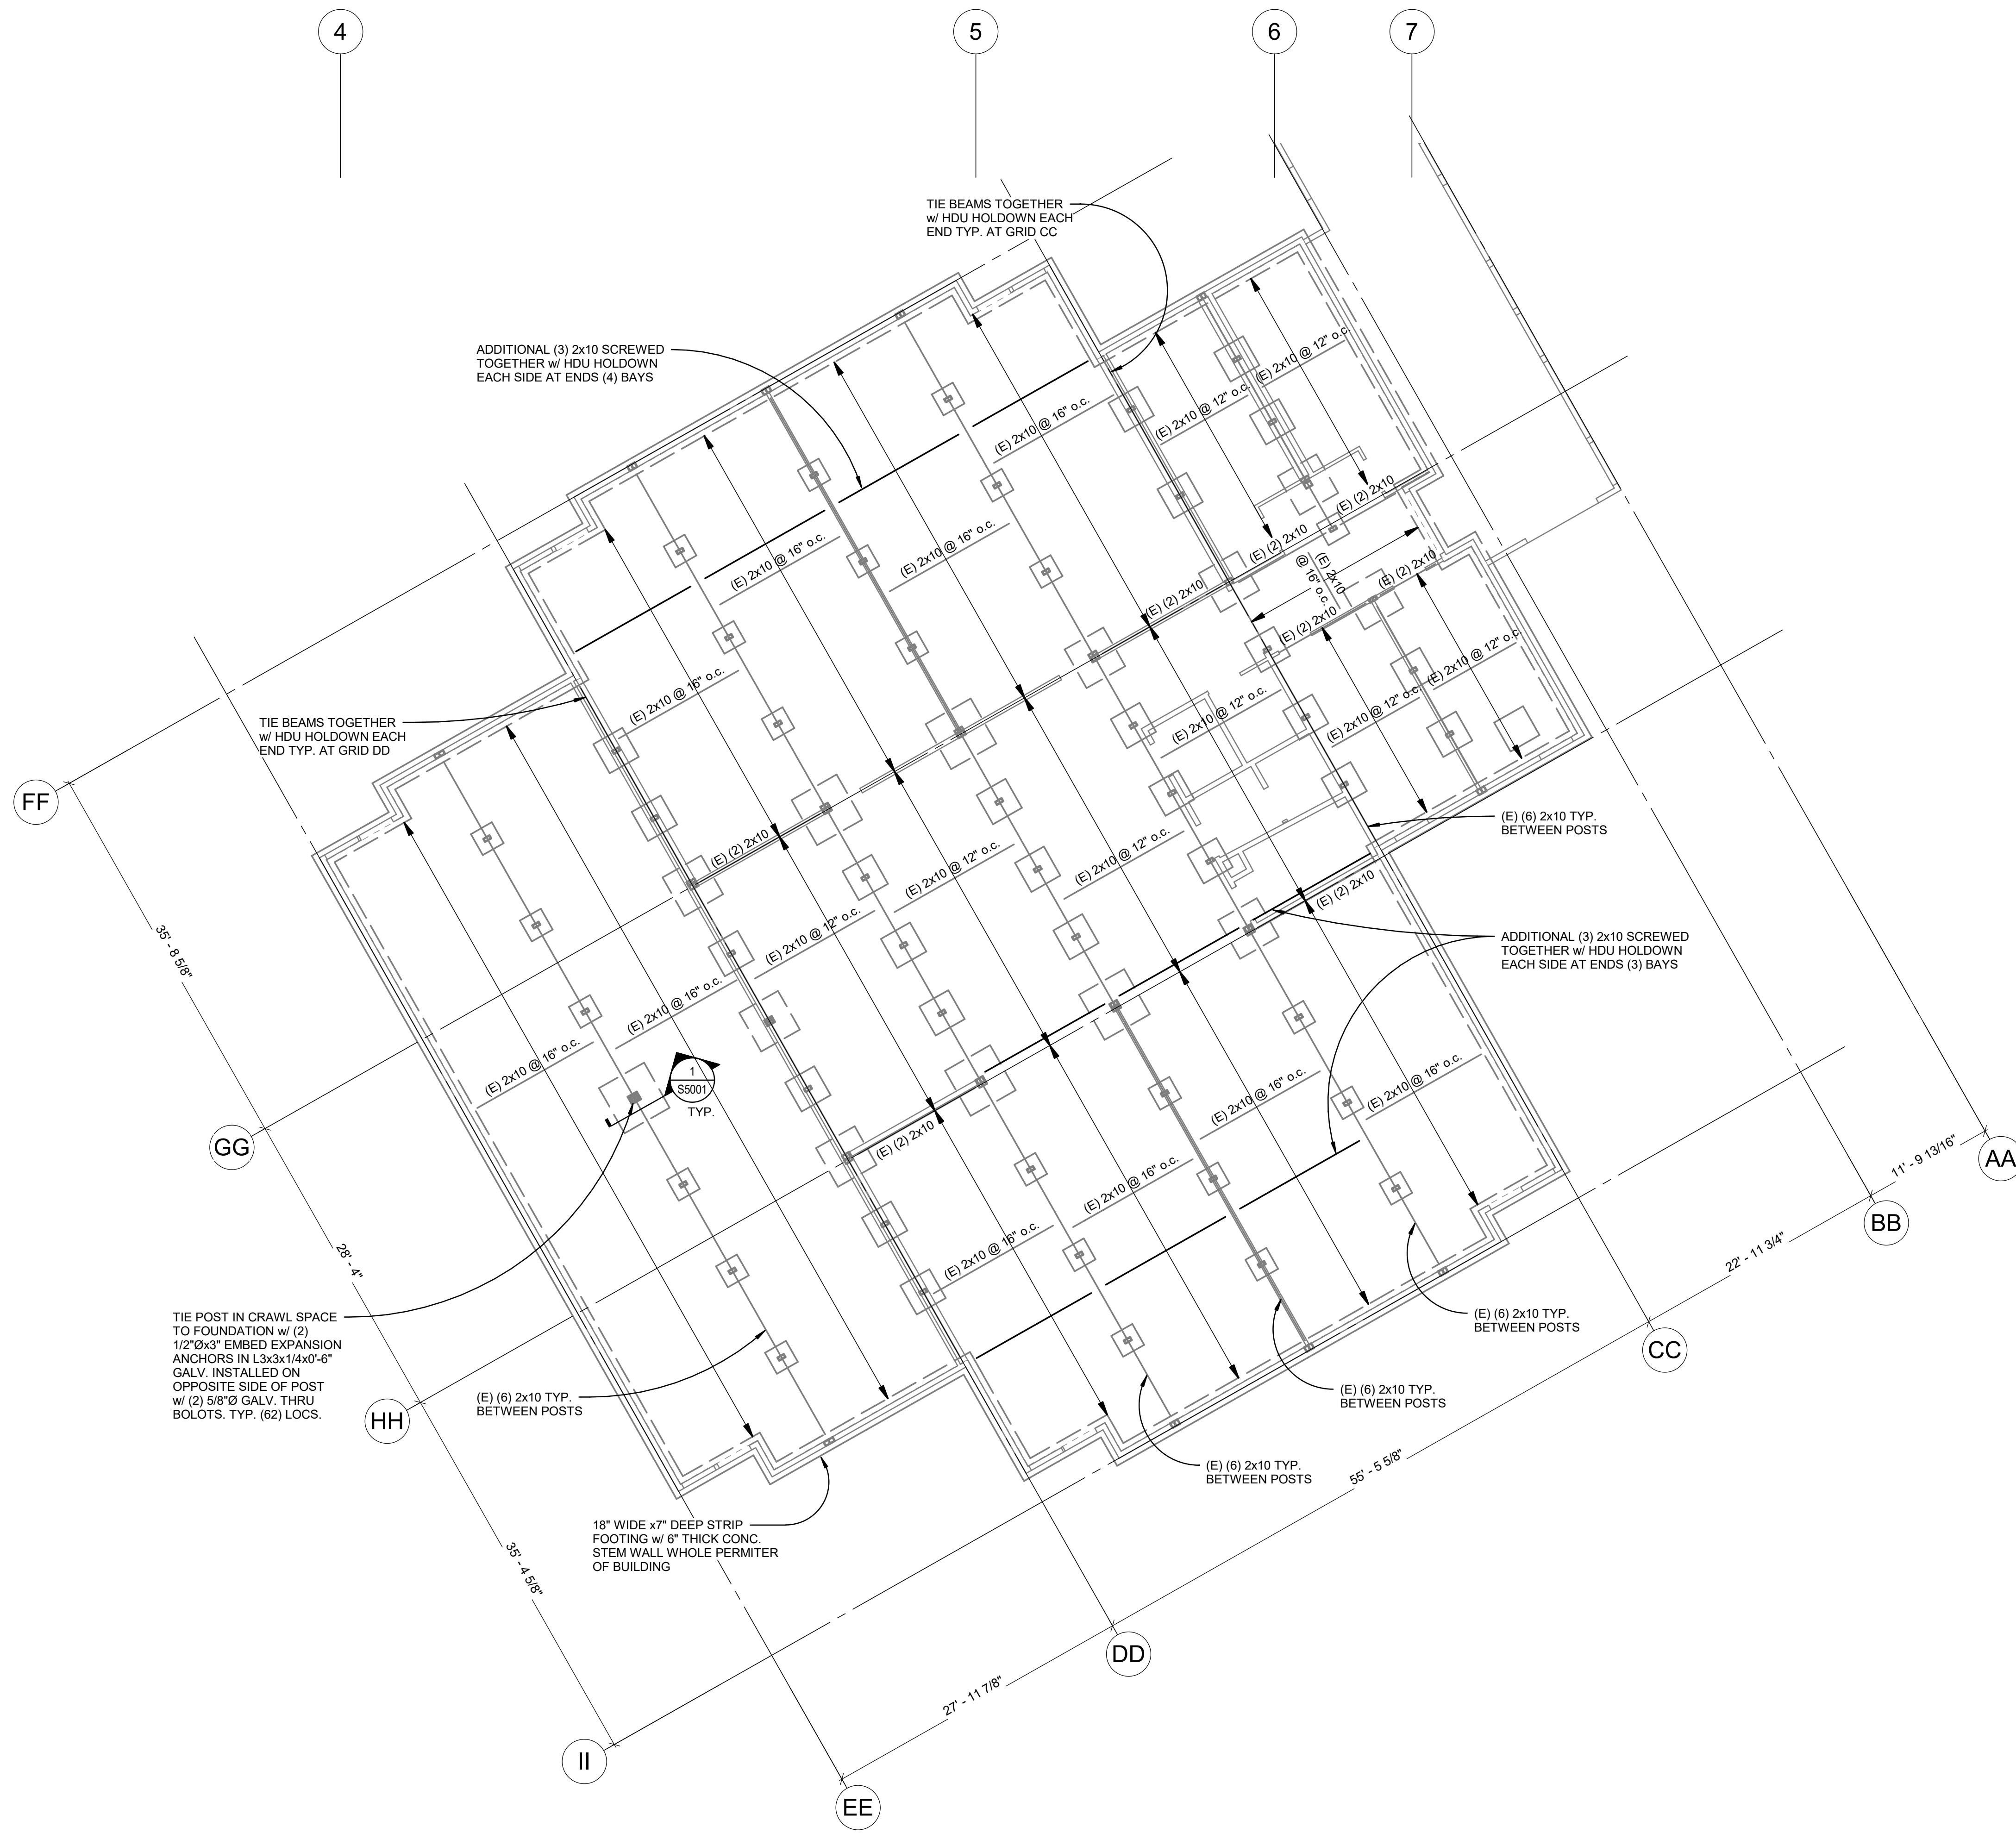 4
5
6
7
TIE BEAMS TOGETHER
w/ HDU HOLDOWN EACH
END TYP. AT GRID CC
ADDITIONAL (3) 2x10 SCREWED
TOGETHER w/ HDU HOLDOWN
EACH SIDE AT ENDS (4) BAYS
(E) 2x10 @ 12" o.c.
(E) 2x10 @ 12" o.c.
(E) 2x10 @ 16" o.c.
(E) 2x10 @ 16" o.c.
(E) 2x10 @ 16" o.c.
(E) 2x10 @ 16" o.c.
(E) (2) 2x10
(E) (2) 2x10
(E) (2) 2x10
(E) 2x10
@ 16" o.c.
(E) (2) 2x10
(E) (2) 2x10
(E) 2x10 @ 12" o.c.
(E) 2x10 @ 12" o.c.
(E) 2x10 @ 12" o.c.
TIE BEAMS TOGETHER
w/ HDU HOLDOWN EACH
END TYP. AT GRID DD
FF
(E) (6) 2x10 TYP.
BETWEEN POSTS
(E) (2) 2x10
(E) 2x10 @ 12" o.c.
(E) 2x10 @ 12" o.c.
(E) 2x10 @ 12" o.c.
(E) (2) 2x10
ADDITIONAL (3) 2x10 SCREWED
TOGETHER w/ HDU HOLDOWN
EACH SIDE AT ENDS (3) BAYS
35' - 8 5/8"
(E) 2x10 @ 16" o.c.
(E) 2x10 @ 16" o.c.
1
S5001
TYP.
(E) 2x10 @ 16" o.c.
(E) 2x10 @ 16" o.c.
(E) (2) 2x10
(E) 2x10 @ 16" o.c.
(E) 2x10 @ 16" o.c.
GG
AA
11' - 9 13/16"
BB
22' - 11 3/4"
28' - 4"
TIE POST IN CRAWL SPACE
TO FOUNDATION w/ (2)
1/2"Øx3" EMBED EXPANSION
ANCHORS IN L3x3x1/4x0'-6"
GALV. INSTALLED ON
OPPOSITE SIDE OF POST
w/ (2) 5/8"Ø GALV. THRU
BOLOTS. TYP. (62) LOCS.
(E) (6) 2x10 TYP.
BETWEEN POSTS
CC
(E) (6) 2x10 TYP.
BETWEEN POSTS
(E) (6) 2x10 TYP.
BETWEEN POSTS
HH
(E) (6) 2x10 TYP.
BETWEEN POSTS
55' - 5 5/8"
18" WIDE x7" DEEP STRIP
FOOTING w/ 6" THICK CONC.
STEM WALL WHOLE PERMITER
OF BUILDING
35' - 4 5/8"
DD
27' - 11 7/8"
II
EE